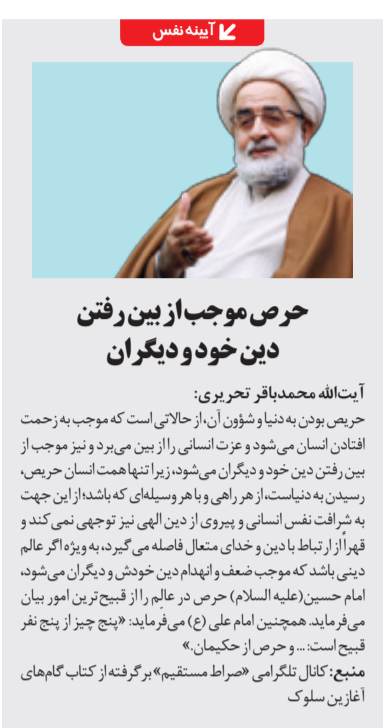 آیینه نفس
حرص موجب از بین رفتن
دین خود و دیگران
آیت‌الله محمدباقر تحریری:
حریص بودن به دنیا و شؤون آن، از حالاتی است که موجب به زحمت
افتادن انسان می‌شود و عزت انسانی را از بین می‌برد و نیز موجب از
بین رفتن دین خود و دیگران می‌شود، زیرا تنها همت انسان حریص،
رسیدن به دنیاست، از هر راهی و با هر وسیله‌ای که باشد؛ از این جهت
به شرافت نفس انسانی و پیروی از دین الهی نیز توجهی نمی‌کند و
قهراً از ارتباط با دین و خدای متعال فاصله می‌گیرد، به ویژه اگر عالم
دینی باشد که موجب ضعف و انهدام دین خودش و دیگران می‌شود،
امام حسین(علیه السلام) حرص در عالِم را از قبیح‌ترین امور بیان
می‌فرماید. همچنین امام علی (ع) می‌فرماید: «پنج چیز از پنج نفر
قبیح است: ... و حرص از حکیمان.»
منبع: کانال تلگرامی «صراط مستقیم» برگرفته از کتاب گام‌های
آغازین سلوک